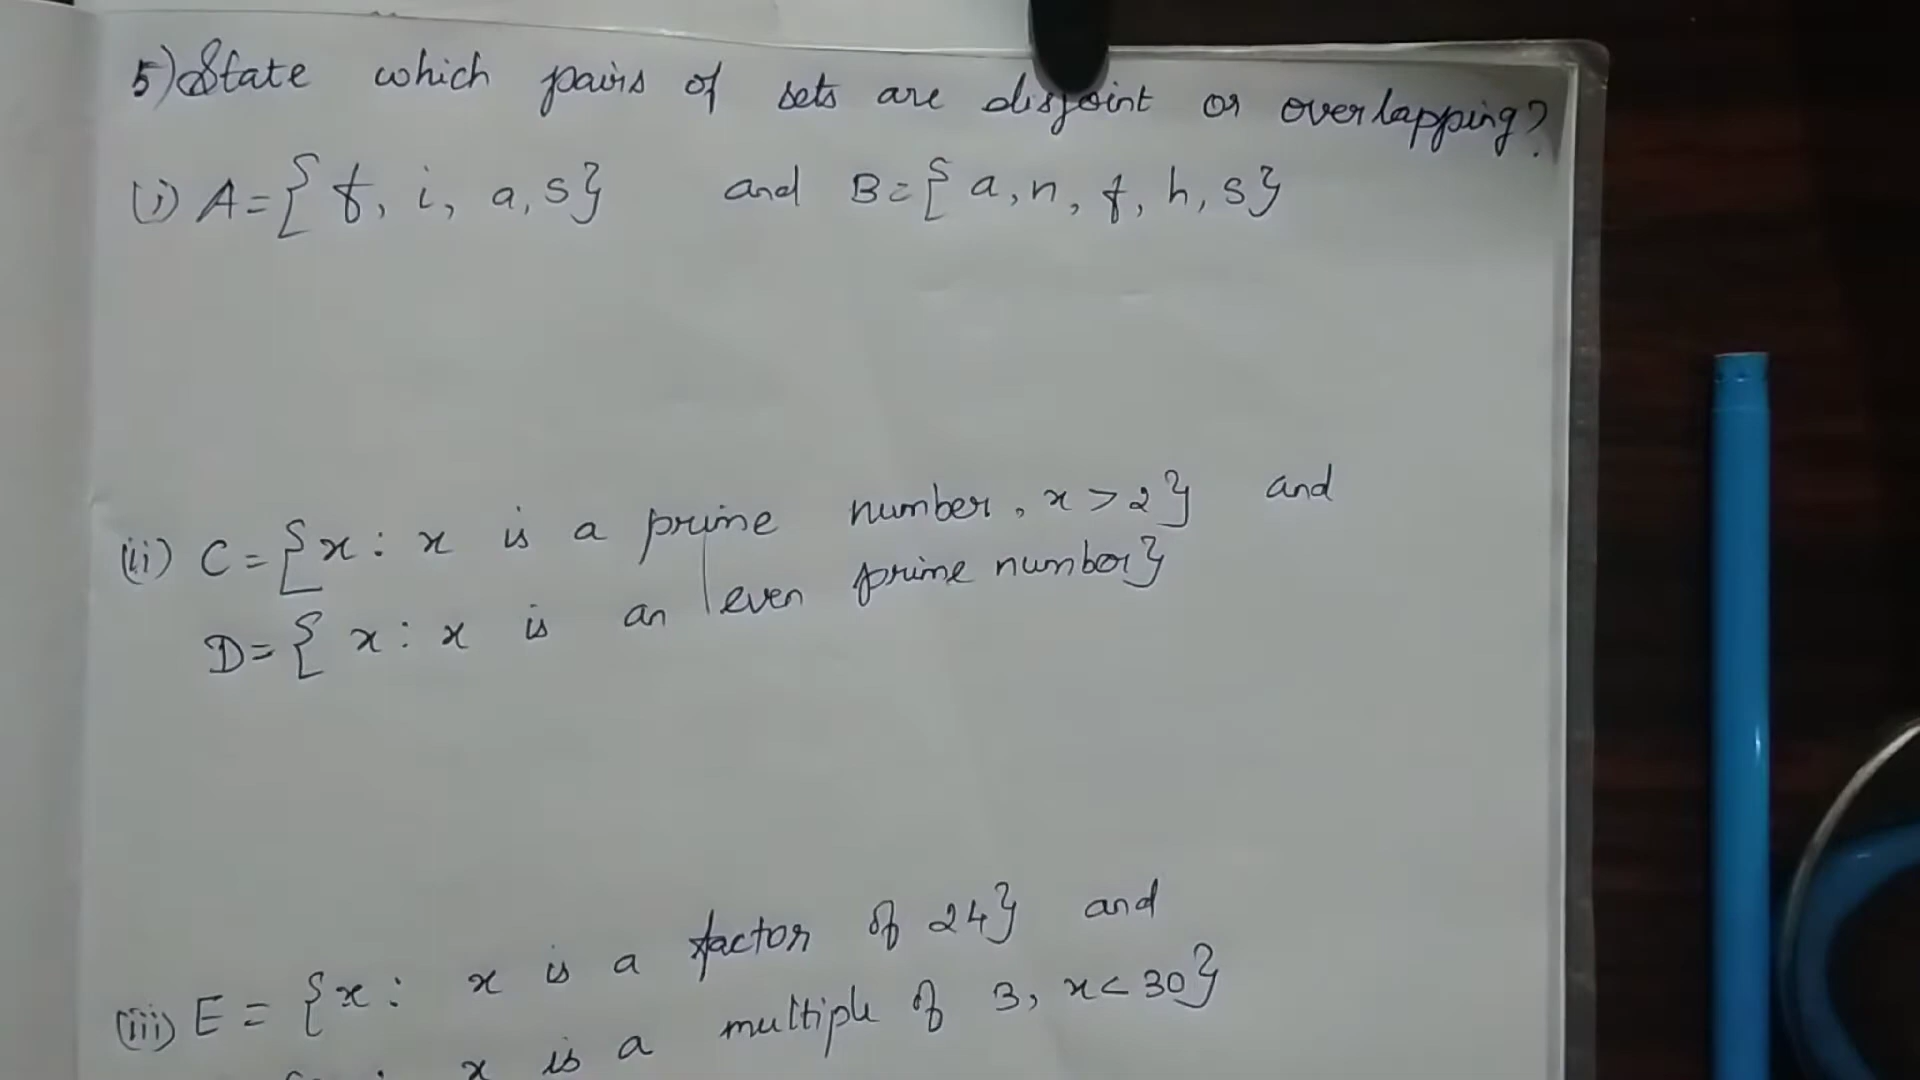 5) State which pairs of sets are disjoint or overlapping?
(i) A = { f, i, a, s} and B = { a, n, f, h, s}
(ii) C = {x : x is a prime number, x > 2} and
D = { x : x is an even prime number}
(iii) E = {x : x is a factor of 24} and
x is a multiple of 3, x < 30}